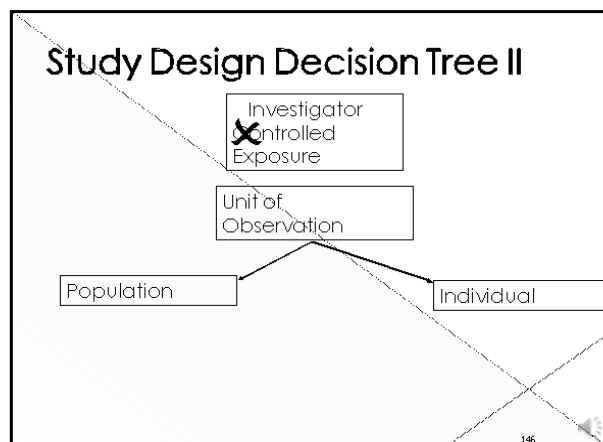 Study Design Decision Tree II
Investigator
Controlled
Exposure
Unit of
Observation
Population
Individual
146